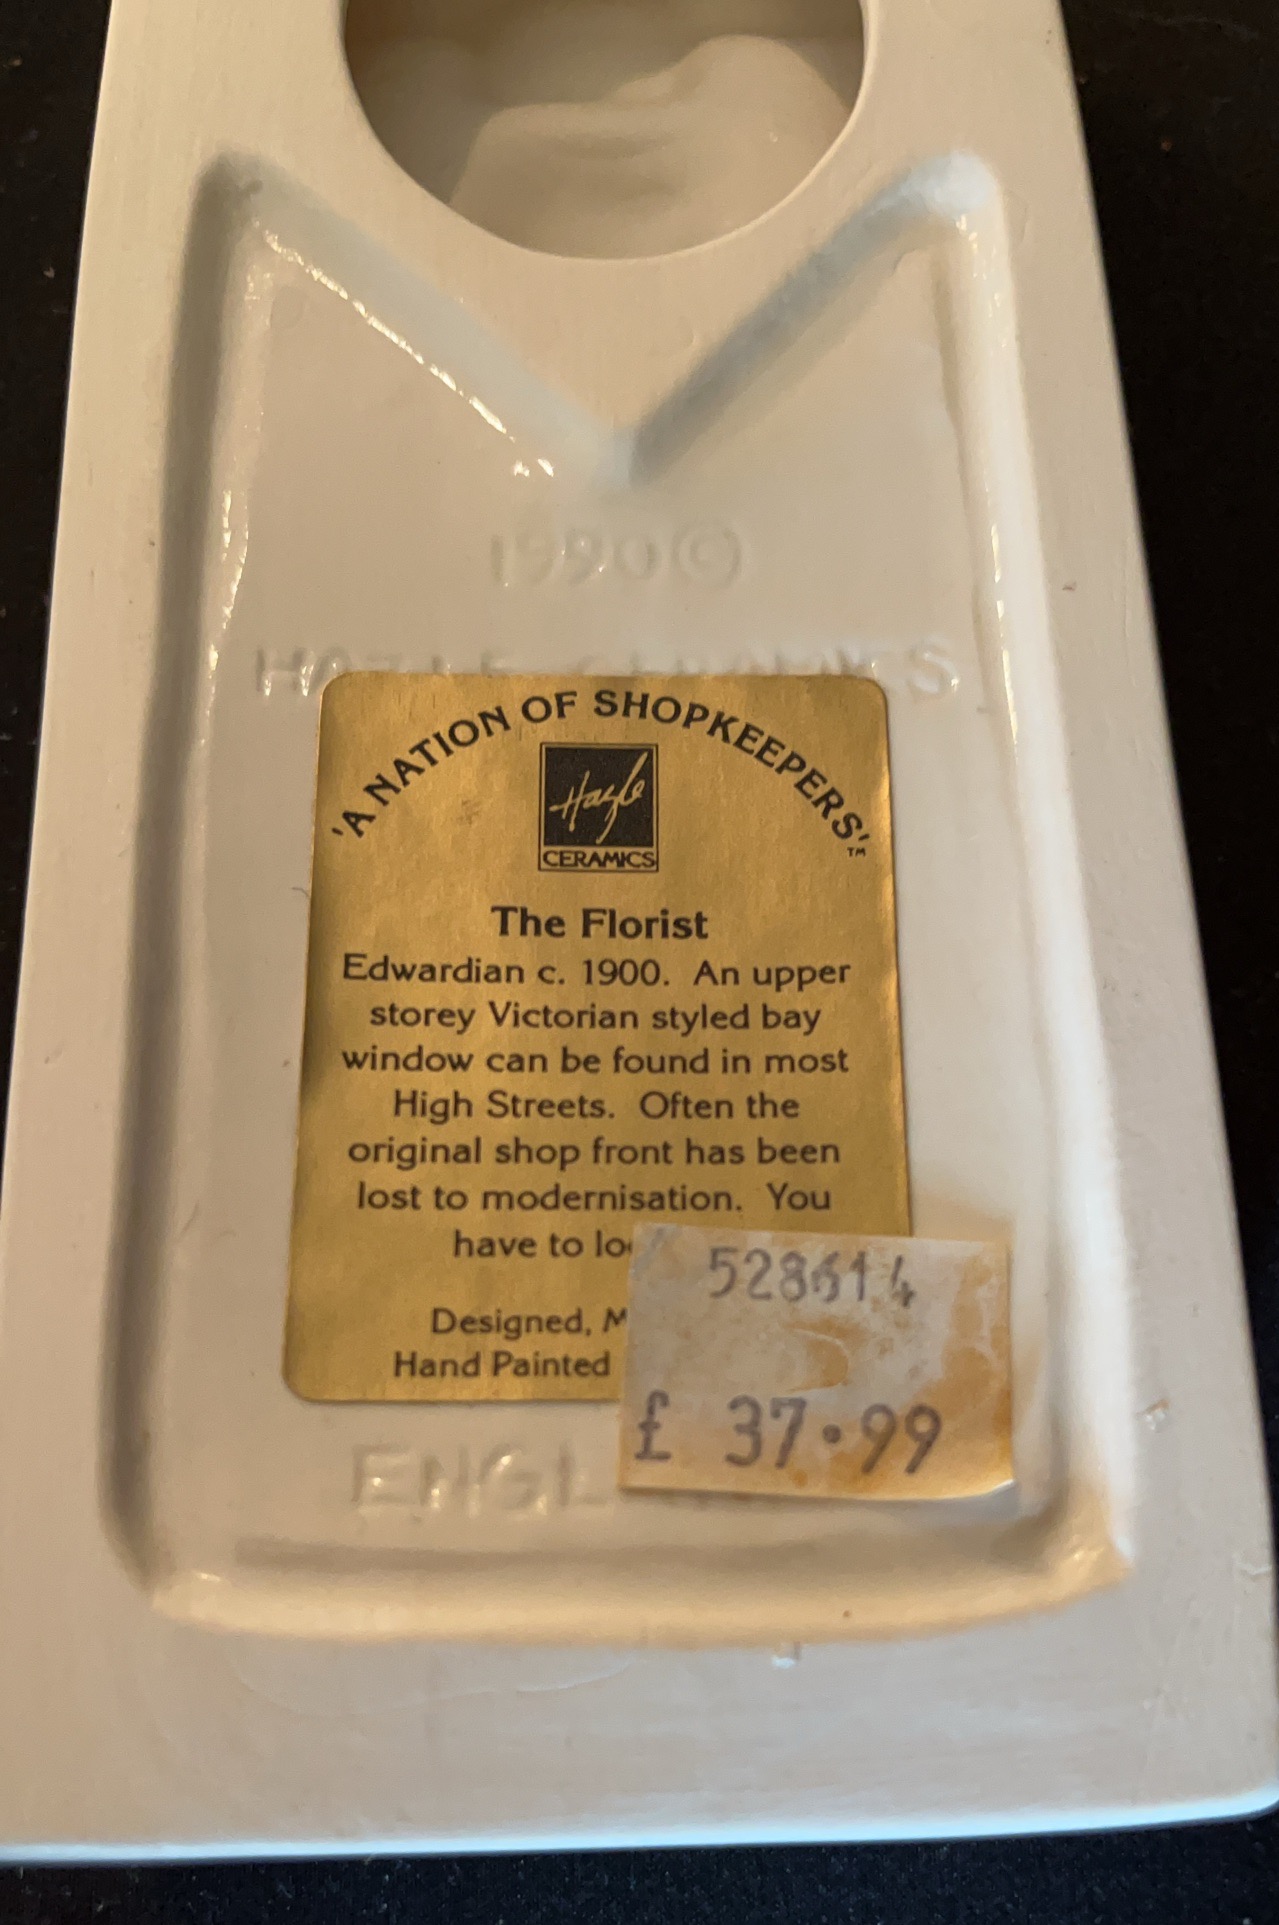 1990©
HAZLE CERAMICS
'A NATION OF SHOPKEEPERS'™
Hazle
CERAMICS
The Florist
Edwardian c. 1900. An upper
storey Victorian styled bay
window can be found in most
High Streets. Often the
original shop front has been
lost to modernisation. You
have to
Designed,
Hand Painted
528614
£ 37.99